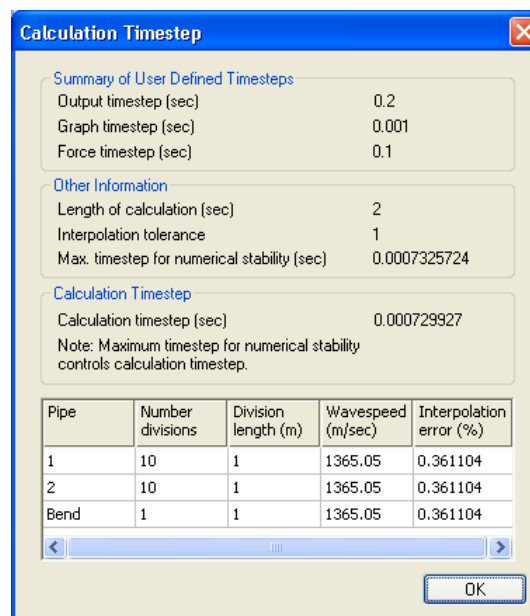 Calculation Timestep
Summary of User Defined Timesteps
Output timestep (sec) 0.2
Graph timestep (sec) 0.001
Force timestep (sec) 0.1
Other Information
Length of calculation (sec) 2
Interpolation tolerance 1
Max. timestep for numerical stability (sec) 0.0007325724
Calculation Timestep
Calculation timestep (sec) 0.000729927
Note: Maximum timestep for numerical stability
controls calculation timestep.
Pipe Number divisions Division length (m) Wavespeed (m/sec) Interpolation error (%)
1 10 1 1365.05 0.361104
2 10 1 1365.05 0.361104
Bend 1 1 1365.05 0.361104
OK